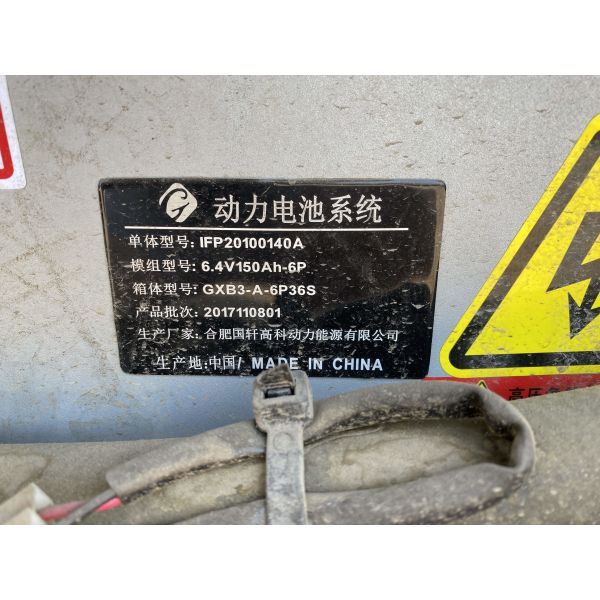 动力电池系统
单体型号: IFP20100140A
模组型号: 6.4V150Ah-6P
箱体型号: GXB3-A-6P36S
产品批次: 2017110801
生产厂家: 合肥国轩高科动力能源有限公司
生产地:中国/ MADE IN CHINA
高压